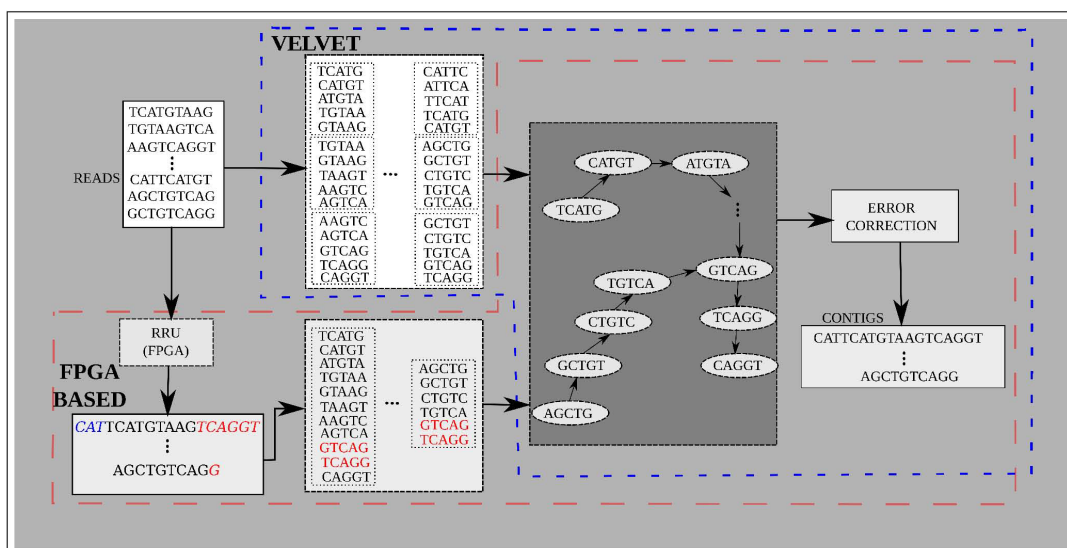 VELVET
READS
TCATGTAAG
TGTAAGTCA
AAGTCAGGT
⋮
CATTCATGT
AGCTGTCAG
GCTGTCAGG
TCATG
CATGT
ATGTA
TGTAA
GTAAG
TGTAA
GTAAG
TAAGT
AAGTC
AGTCA
AAGTC
AGTCA
GTCAG
TCAGG
CAGGT
...
CATTC
ATTCA
TTCAT
TCATG
CATGT
AGCTG
GCTGT
CTGTC
TGTCA
GTCAG
GCTGT
CTGTC
TGTCA
GTCAG
TCAGG
RRU
(FPGA)
FPGA
BASED
CATTCATGTAAGTCAGGT
⋮
AGCTGTCAGG
TCATG
CATGT
ATGTA
TGTAA
GTAAG
TAAGT
AAGTC
AGTCA
GTCAG
TCAGG
CAGGT
...
AGCTG
GCTGT
CTGTC
TGTCA
GTCAG
TCAGG
CATGT
ATGTA
TCATG
⋮
GTCAG
TGTCA
CTGTC
TCAGG
GCTGT
CAGGT
AGCTG
ERROR
CORRECTION
CONTIGS
CATTCATGTAAGTCAGGT
⋮
AGCTGTCAGG